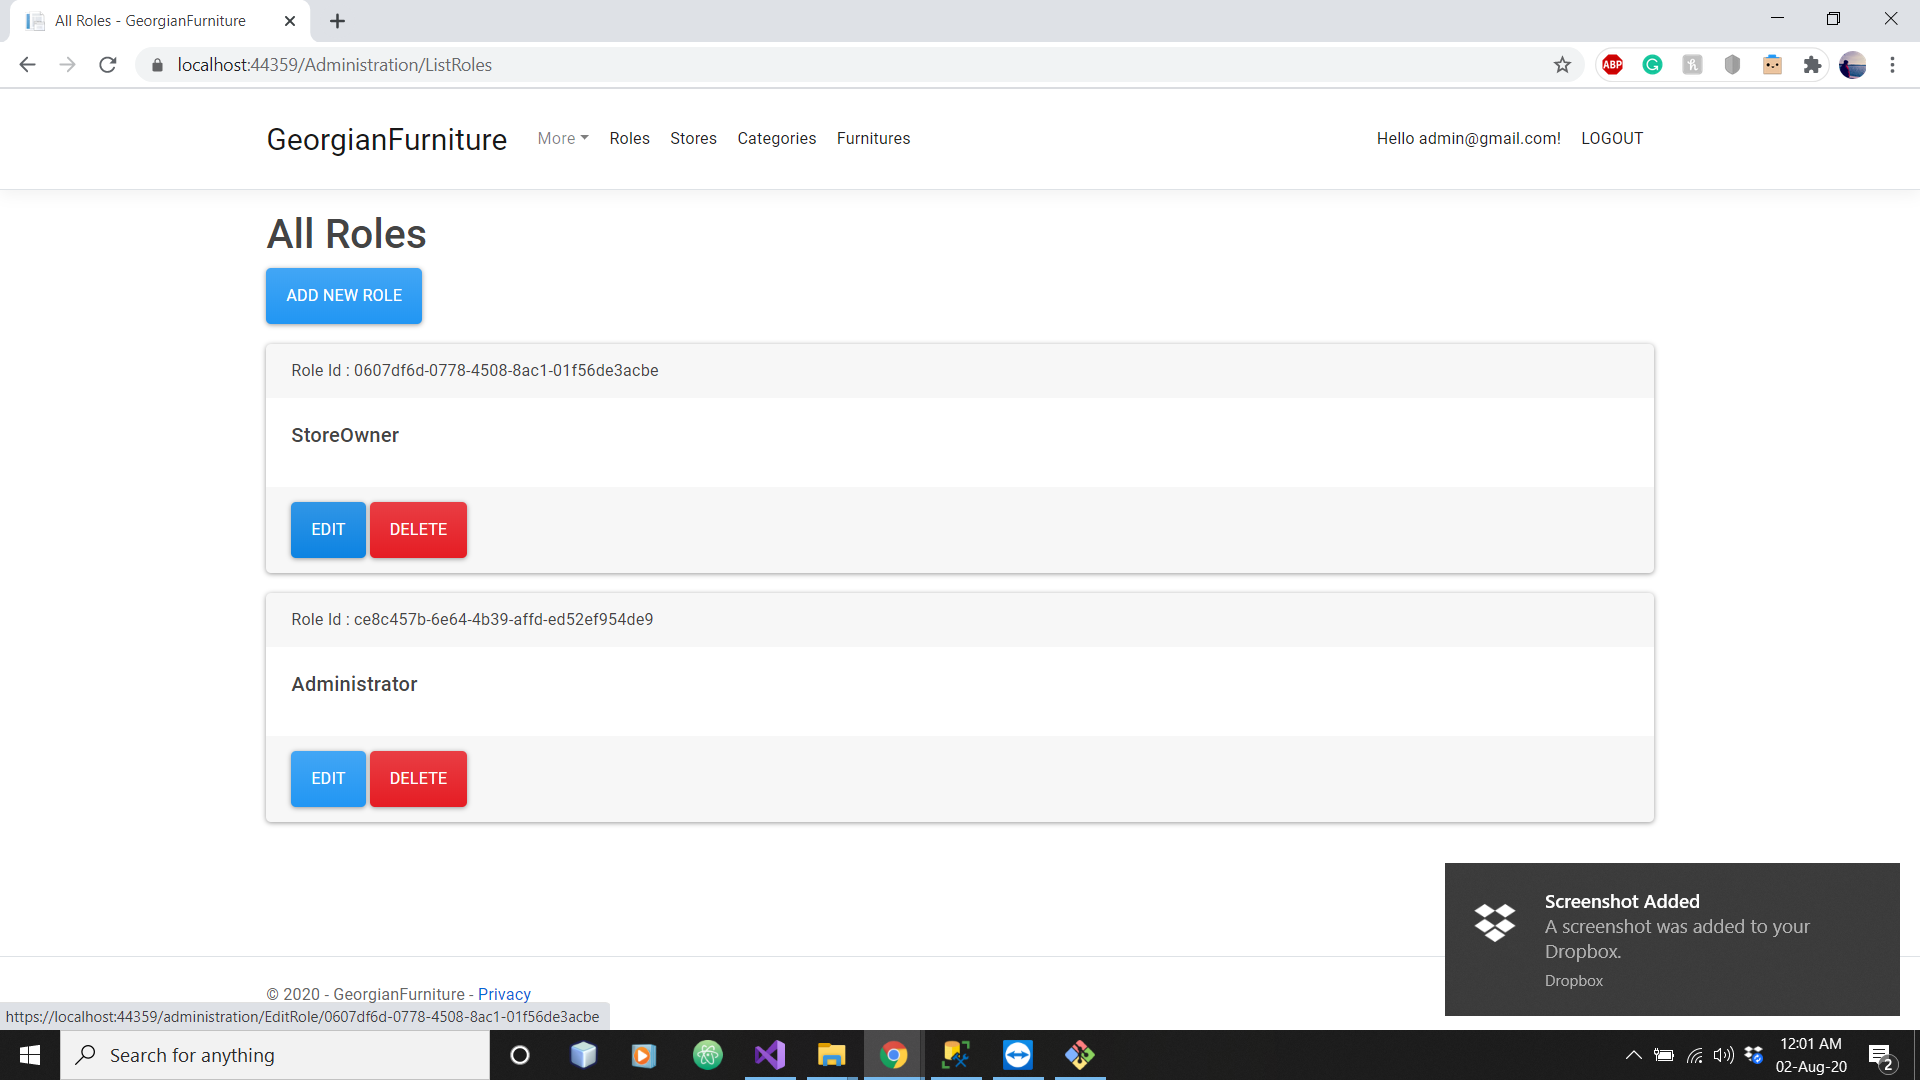 All Roles - GeorgianFurniture
localhost:44359/Administration/ListRoles
ABP
GeorgianFurniture
More Roles Stores Categories Furnitures
Hello admin@gmail.com! LOGOUT
All Roles
ADD NEW ROLE
Role Id : 0607df6d-0778-4508-8ac1-01f56de3acbe
StoreOwner
EDIT DELETE
Role Id : ce8c457b-6e64-4b39-affd-ed52ef954de9
Administrator
EDIT DELETE
Screenshot Added
A screenshot was added to your
Dropbox.
Dropbox
© 2020 - GeorgianFurniture - Privacy
https://localhost:44359/administration/EditRole/0607df6d-0778-4508-8ac1-01f56de3acbe
Search for anything
12:01 AM
02-Aug-20
2